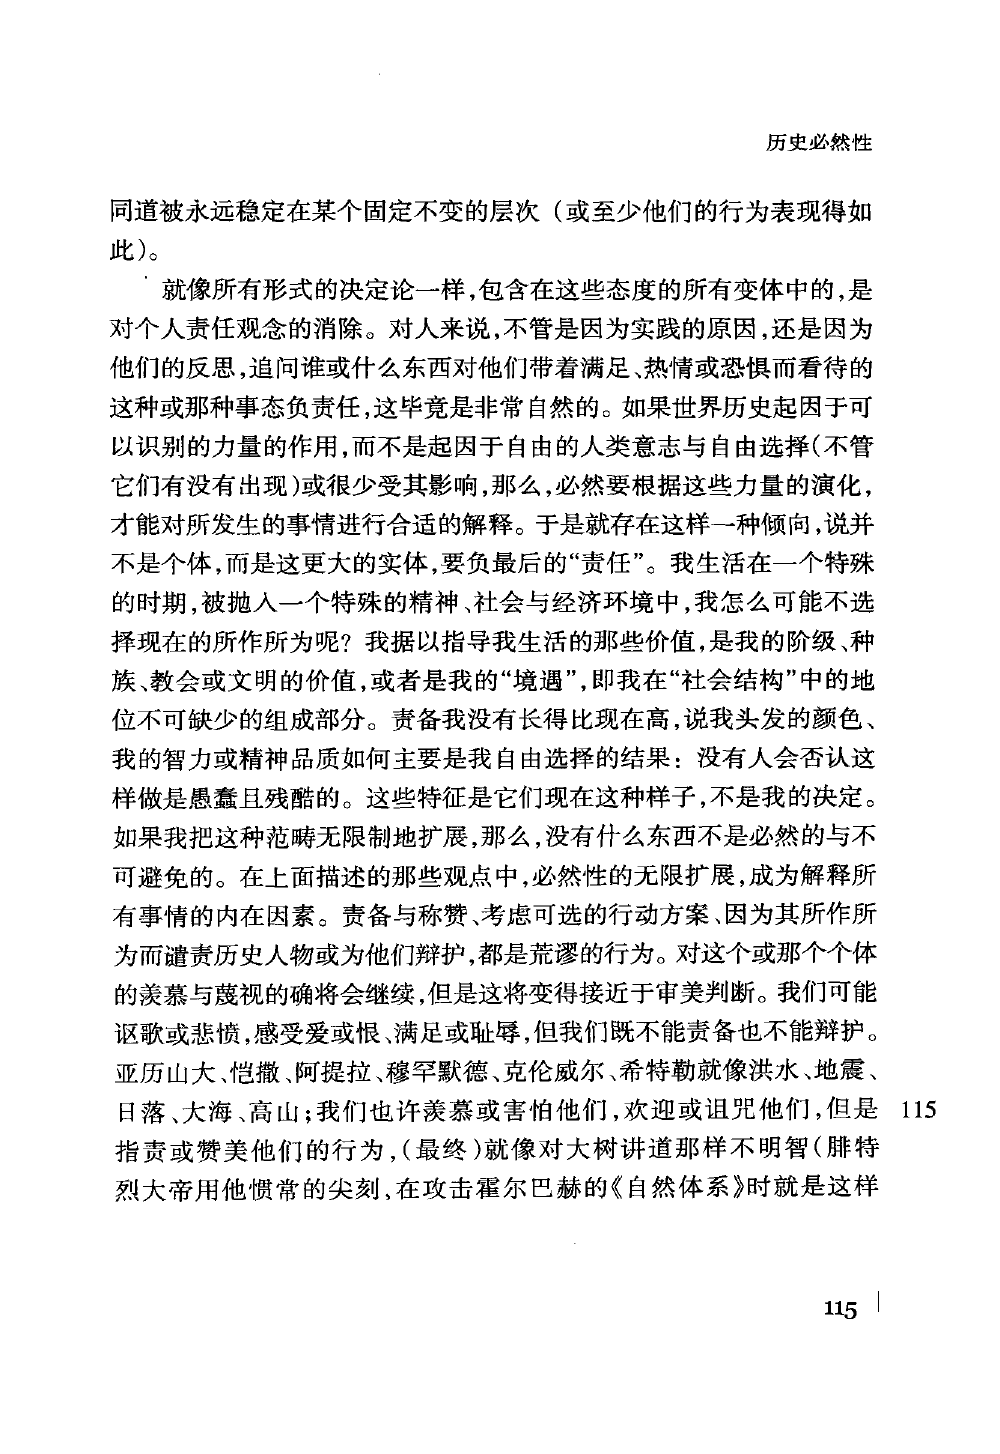 历史必然性
同道被永远稳定在某个固定不变的层次（或至少他们的行为表现得如
此）。
就像所有形式的决定论一样,包含在这些态度的所有变体中的,是
对个人责任观念的消除。对人来说,不管是因为实践的原因,还是因为
他们的反思,追问谁或什么东西对他们带着满足、热情或恐惧而看待的
这种或那种事态负责任,这毕竟是非常自然的。如果世界历史起因于可
以识别的力量的作用,而不是起因于自由的人类意志与自由选择(不管
它们有没有出现)或很少受其影响,那么,必然要根据这些力量的演化,
才能对所发生的事情进行合适的解释。于是就存在这样一种倾向,说并
不是个体,而是这更大的实体,要负最后的“责任”。我生活在一个特殊
的时期,被抛入一个特殊的精神、社会与经济环境中,我怎么可能不选
择现在的所作所为呢？我据以指导我生活的那些价值,是我的阶级、种
族、教会或文明的价值,或者是我的“境遇”,即我在“社会结构”中的地
位不可缺少的组成部分。责备我没有长得比现在高,说我头发的颜色、
我的智力或精神品质如何主要是我自由选择的结果：没有人会否认这
样做是愚蠢且残酷的。这些特征是它们现在这种样子,不是我的决定。
如果我把这种范畴无限制地扩展,那么,没有什么东西不是必然的与不
可避免的。在上面描述的那些观点中,必然性的无限扩展,成为解释所
有事情的内在因素。责备与称赞、考虑可选的行动方案、因为其所作所
为而谴责历史人物或为他们辩护,都是荒谬的行为。对这个或那个个体
的羡慕与蔑视的确将会继续,但是这将变得接近于审美判断。我们可能
讴歌或悲愤,感受爱或恨、满足或耻辱,但我们既不能责备也不能辩护。
亚历山大、恺撒、阿提拉、穆罕默德、克伦威尔、希特勒就像洪水、地震、
日落、大海、高山;我们也许羡慕或害怕他们,欢迎或诅咒他们,但是 115
指责或赞美他们的行为,(最终)就像对大树讲道那样不明智(腓特
烈大帝用他惯常的尖刻、在攻击霍尔巴赫的《自然体系》时就是这样
115